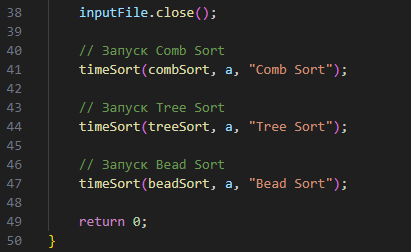 38 inputFile.close();
39
40 // Запуск Comb Sort
41 timeSort(combSort, a, "Comb Sort");
42
43 // Запуск Tree Sort
44 timeSort(treeSort, a, "Tree Sort");
45
46 // Запуск Bead Sort
47 timeSort(beadSort, a, "Bead Sort");
48
49 return 0;
50 }